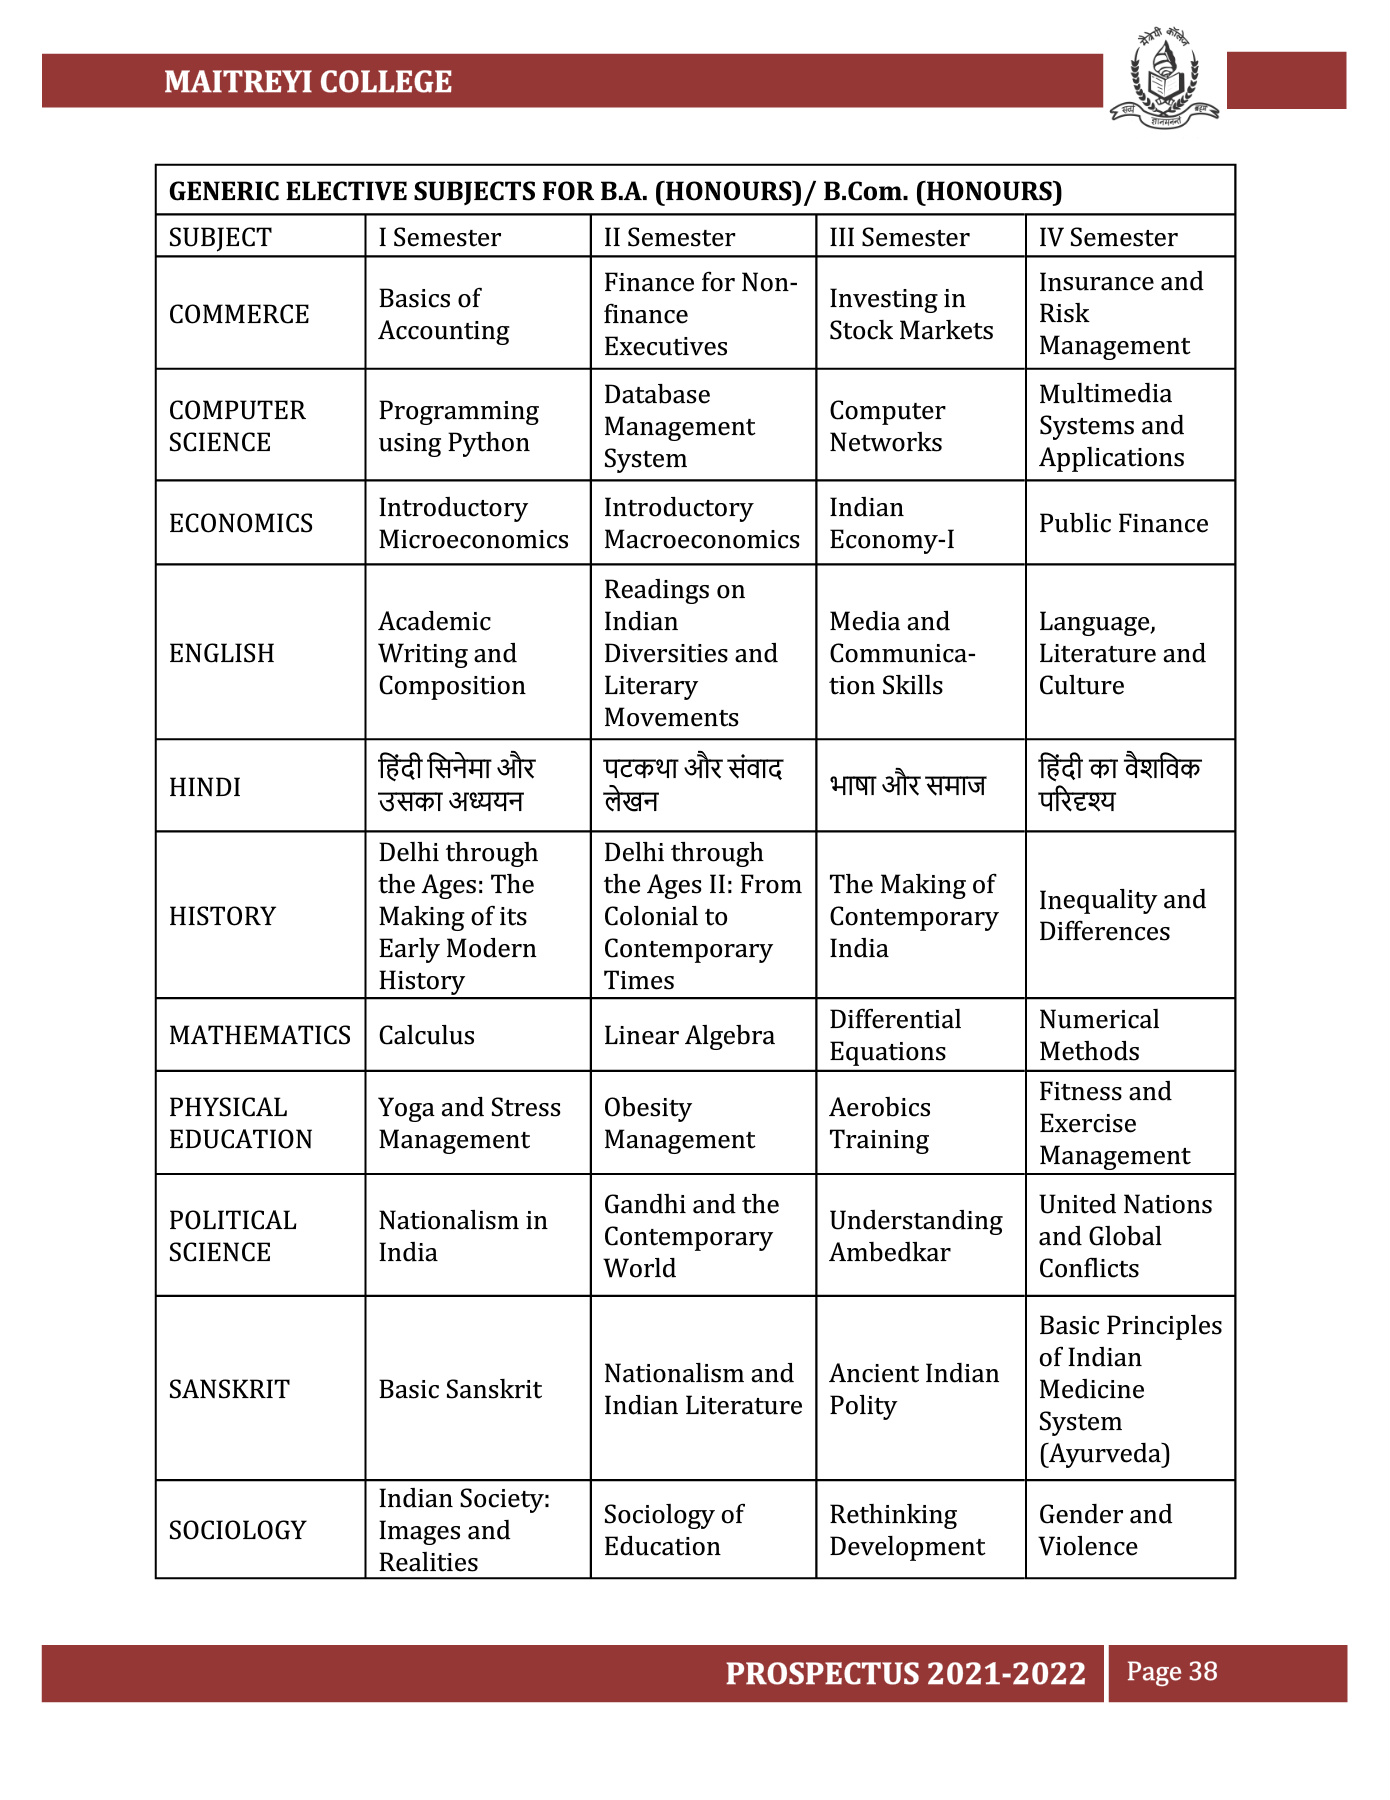 मैत्रेयी कॉलेज
MAITREYI COLLEGE
GENERIC ELECTIVE SUBJECTS FOR B.A. (HONOURS)/ B.Com. (HONOURS)
SUBJECT I Semester II Semester III Semester IV Semester
COMMERCE
Basics of
Accounting
Finance for Non-
finance
Executives
Investing in
Stock Markets
Insurance and
Risk
Management
COMPUTER
SCIENCE
Programming
using Python
Database
Management
System
Computer
Networks
Multimedia
Systems and
Applications
ECONOMICS
Introductory
Microeconomics
Introductory
Macroeconomics
Indian
Economy-I
Public Finance
ENGLISH
Academic
Writing and
Composition
Readings on
Indian
Diversities and
Literary
Movements
Media and
Communica-
tion Skills
Language,
Literature and
Culture
HINDI
हिंदी सिनेमा और
उसका अध्ययन
पटकथा और संवाद
लेखन
भाषा और समाज
हिंदी का वैशविक
परिदृश्य
HISTORY
Delhi through
the Ages: The
Making of its
Early Modern
History
Delhi through
the Ages II: From
Colonial to
Contemporary
Times
The Making of
Contemporary
India
Inequality and
Differences
MATHEMATICS
Calculus
Linear Algebra
Differential
Equations
Numerical
Methods
PHYSICAL
EDUCATION
Yoga and Stress
Management
Obesity
Management
Aerobics
Training
Fitness and
Exercise
Management
POLITICAL
SCIENCE
Nationalism in
India
Gandhi and the
Contemporary
World
Understanding
Ambedkar
United Nations
and Global
Conflicts
SANSKRIT
Basic Sanskrit
Nationalism and
Indian Literature
Ancient Indian
Polity
Basic Principles
of Indian
Medicine
System
(Ayurveda)
SOCIOLOGY
Indian Society:
Images and
Realities
Sociology of
Education
Rethinking
Development
Gender and
Violence
PROSPECTUS 2021-2022 Page 38